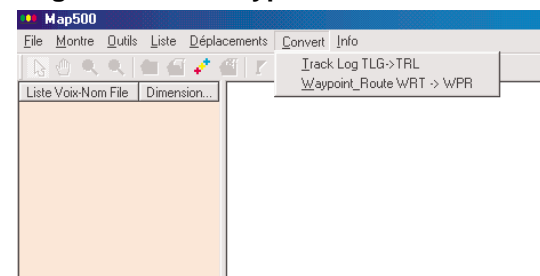 Map500
File Montre Outils Liste Déplacements Convert Info
Track Log TLG->TRL
Waypoint_Route WRT -> WPR
Liste Voix-Nom File Dimension...